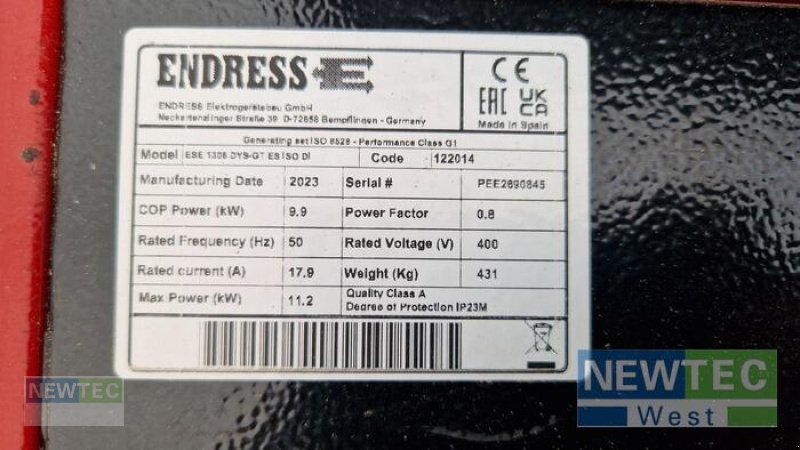 ENDRESS
CE
EAC UK CA
Made in Spain
ENDRESS Elektrogerätebau GmbH
Neckartenzlinger Straße 39 D-72658 Bempflingen - Germany
Generating set ISO 8528 - Performance Class G1
Model ESE 1306 DYS-GT ES ISO DI Code 122014
Manufacturing Date 2023 Serial # PEE2690845
COP Power (kW) 9.9 Power Factor 0.8
Rated Frequency (Hz) 50 Rated Voltage (V) 400
Rated current (A) 17.9 Weight (Kg) 431
Max Power (kW) 11.2 Quality Class A
Degree of Protection IP23M
NEWTEC
West
NEWTEC
West